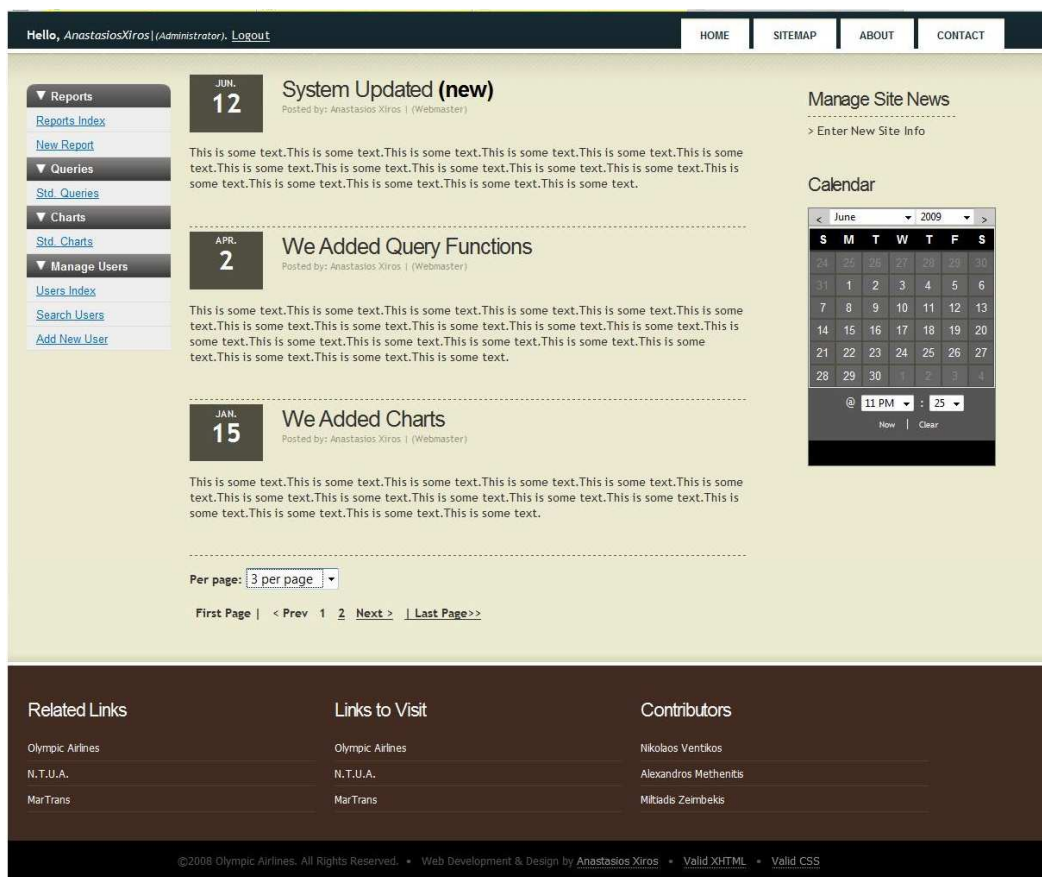 Hello, AnastasiosXiros|(Administrator). Logout
HOME SITEMAP ABOUT CONTACT
▼ Reports
Reports Index
New Report
▼ Queries
Std. Queries
▼ Charts
Std. Charts
▼ Manage Users
Users Index
Search Users
Add New User
JUN.
12
System Updated (new)
Posted by: Anastasios Xiros | (Webmaster)
This is some text.This is some text.This is some text.This is some text.This is some text.This is some
text.This is some text.This is some text.This is some text.This is some text.This is some text.This is
some text.This is some text.This is some text.This is some text.This is some text.
APR.
2
We Added Query Functions
Posted by: Anastasios Xiros | (Webmaster)
This is some text.This is some text.This is some text.This is some text.This is some text.This is some
text.This is some text.This is some text.This is some text.This is some text.This is some text.This is
some text.This is some text.This is some text.This is some text.This is some text.This is some
text.This is some text.This is some text.This is some text.
JAN.
15
We Added Charts
Posted by: Anastasios Xiros | (Webmaster)
This is some text.This is some text.This is some text.This is some text.This is some text.This is some
text.This is some text.This is some text.This is some text.This is some text.This is some text.This is
some text.This is some text.This is some text.This is some text.
Per page: 3 per page
First Page | < Prev 1 2 Next > | Last Page>>
Manage Site News
> Enter New Site Info
Calendar
< June 2009 >
S M T W T F S
24 25 26 27 28 29 30
31 1 2 3 4 5 6
7 8 9 10 11 12 13
14 15 16 17 18 19 20
21 22 23 24 25 26 27
28 29 30 1 2 3 4
@ 11 PM : 25
Now | Clear
Related Links
Olympic Airlines
N.T.U.A.
MarTrans
Links to Visit
Olympic Airlines
N.T.U.A.
MarTrans
Contributors
Nikolaos Ventikos
Alexandros Methenitis
Miltiadis Zeimbekis
©2008 Olympic Airlines. All Rights Reserved. • Web Development & Design by Anastasios Xiros • Valid XHTML • Valid CSS